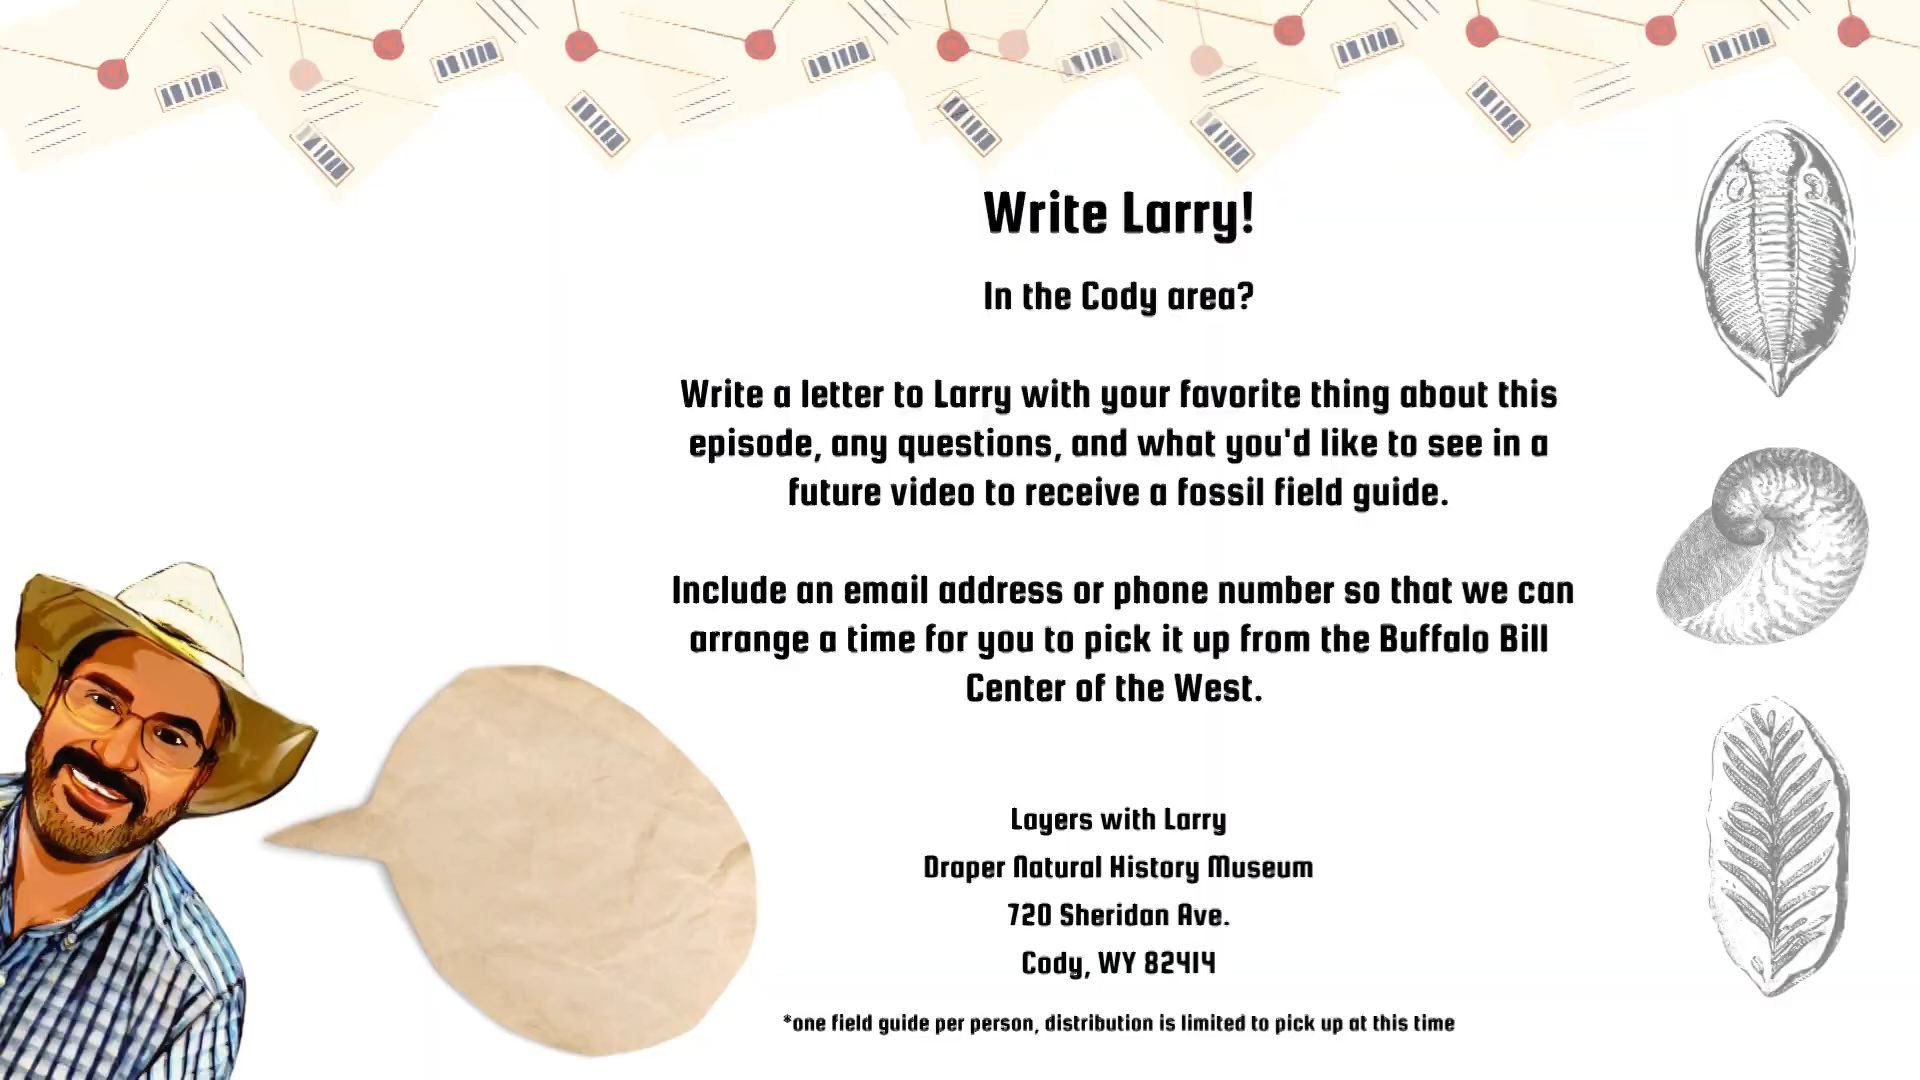 Write Larry!
In the Cody area?
Write a letter to Larry with your favorite thing about this
episode, any questions, and what you'd like to see in a
future video to receive a fossil field guide.
Include an email address or phone number so that we can
arrange a time for you to pick it up from the Buffalo Bill
Center of the West.
Layers with Larry
Draper Natural History Museum
720 Sheridan Ave.
Cody, WY 82414
*one field guide per person, distribution is limited to pick up at this time